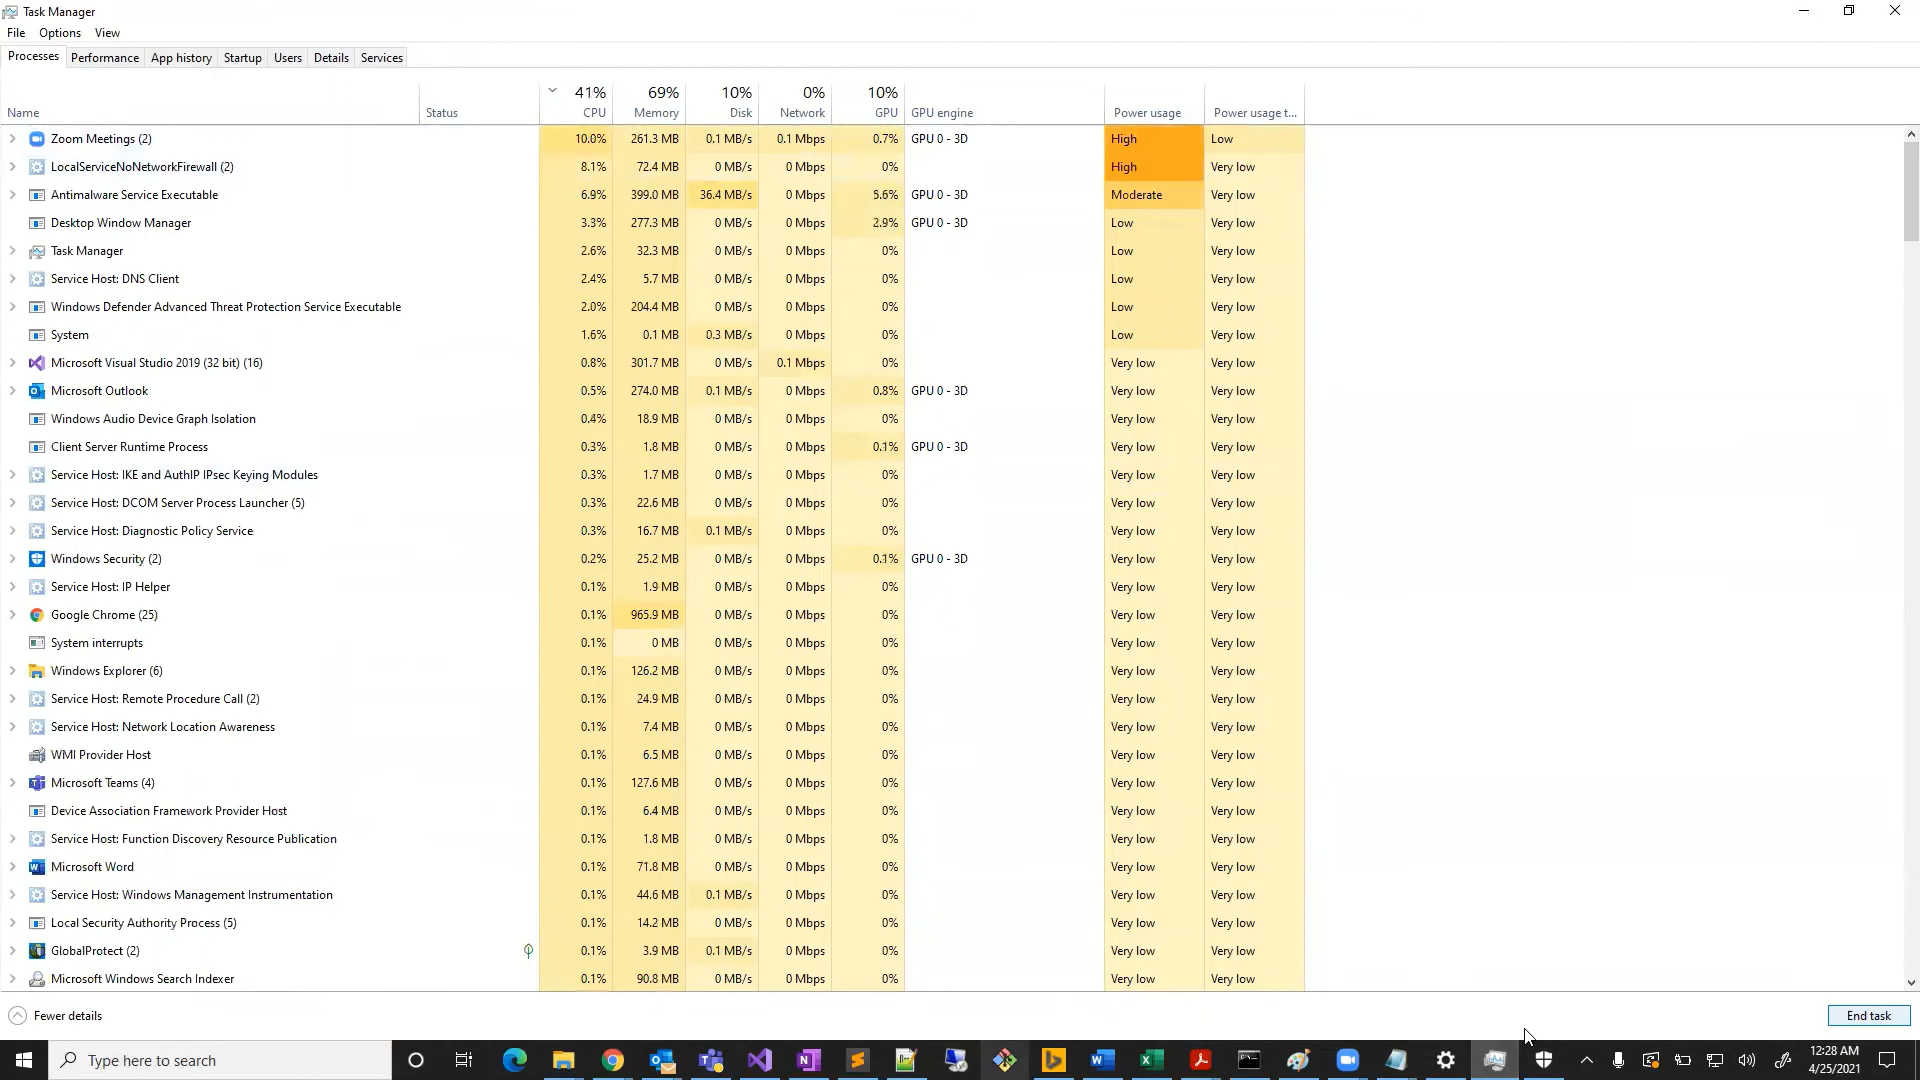 Task Manager
File Options View
Processes Performance App history Startup Users Details Services
41% 69% 10% 0% 10%
Name Status CPU Memory Disk Network GPU GPU engine Power usage Power usage t...
Zoom Meetings (2) 10.0% 261.3 MB 0.1 MB/s 0.1 Mbps 0.7% GPU 0 - 3D High Low
LocalServiceNoNetworkFirewall (2) 8.1% 72.4 MB 0 MB/s 0 Mbps 0% High Very low
Antimalware Service Executable 6.9% 399.0 MB 36.4 MB/s 0 Mbps 5.6% GPU 0 - 3D Moderate Very low
Desktop Window Manager 3.3% 277.3 MB 0 MB/s 0 Mbps 2.9% GPU 0 - 3D Low Very low
Task Manager 2.6% 32.3 MB 0 MB/s 0 Mbps 0% Low Very low
Service Host: DNS Client 2.4% 5.7 MB 0 MB/s 0 Mbps 0% Low Very low
Windows Defender Advanced Threat Protection Service Executable 2.0% 204.4 MB 0 MB/s 0 Mbps 0% Low Very low
System 1.6% 0.1 MB 0.3 MB/s 0 Mbps 0% Low Very low
Microsoft Visual Studio 2019 (32 bit) (16) 0.8% 301.7 MB 0 MB/s 0.1 Mbps 0% Very low Very low
Microsoft Outlook 0.5% 274.0 MB 0.1 MB/s 0 Mbps 0.8% GPU 0 - 3D Very low Very low
Windows Audio Device Graph Isolation 0.4% 18.9 MB 0 MB/s 0 Mbps 0% Very low Very low
Client Server Runtime Process 0.3% 1.8 MB 0 MB/s 0 Mbps 0.1% GPU 0 - 3D Very low Very low
Service Host: IKE and AuthIP IPsec Keying Modules 0.3% 1.7 MB 0 MB/s 0 Mbps 0% Very low Very low
Service Host: DCOM Server Process Launcher (5) 0.3% 22.6 MB 0 MB/s 0 Mbps 0% Very low Very low
Service Host: Diagnostic Policy Service 0.3% 16.7 MB 0.1 MB/s 0 Mbps 0% Very low Very low
Windows Security (2) 0.2% 25.2 MB 0 MB/s 0 Mbps 0.1% GPU 0 - 3D Very low Very low
Service Host: IP Helper 0.1% 1.9 MB 0 MB/s 0 Mbps 0% Very low Very low
Google Chrome (25) 0.1% 965.9 MB 0 MB/s 0 Mbps 0% Very low Very low
System interrupts 0.1% 0 MB 0 MB/s 0 Mbps 0% Very low Very low
Windows Explorer (6) 0.1% 126.2 MB 0 MB/s 0 Mbps 0% Very low Very low
Service Host: Remote Procedure Call (2) 0.1% 24.9 MB 0 MB/s 0 Mbps 0% Very low Very low
Service Host: Network Location Awareness 0.1% 7.4 MB 0 MB/s 0 Mbps 0% Very low Very low
WMI Provider Host 0.1% 6.5 MB 0 MB/s 0 Mbps 0% Very low Very low
Microsoft Teams (4) 0.1% 127.6 MB 0 MB/s 0 Mbps 0% Very low Very low
Device Association Framework Provider Host 0.1% 6.4 MB 0 MB/s 0 Mbps 0% Very low Very low
Service Host: Function Discovery Resource Publication 0.1% 1.8 MB 0 MB/s 0 Mbps 0% Very low Very low
Microsoft Word 0.1% 71.8 MB 0 MB/s 0 Mbps 0% Very low Very low
Service Host: Windows Management Instrumentation 0.1% 44.6 MB 0.1 MB/s 0 Mbps 0% Very low Very low
Local Security Authority Process (5) 0.1% 14.2 MB 0 MB/s 0 Mbps 0% Very low Very low
GlobalProtect (2) 0.1% 3.9 MB 0.1 MB/s 0 Mbps 0% Very low Very low
Microsoft Windows Search Indexer 0.1% 90.8 MB 0 MB/s 0 Mbps 0% Very low Very low
Fewer details End task
Type here to search
12:28 AM
4/25/2021